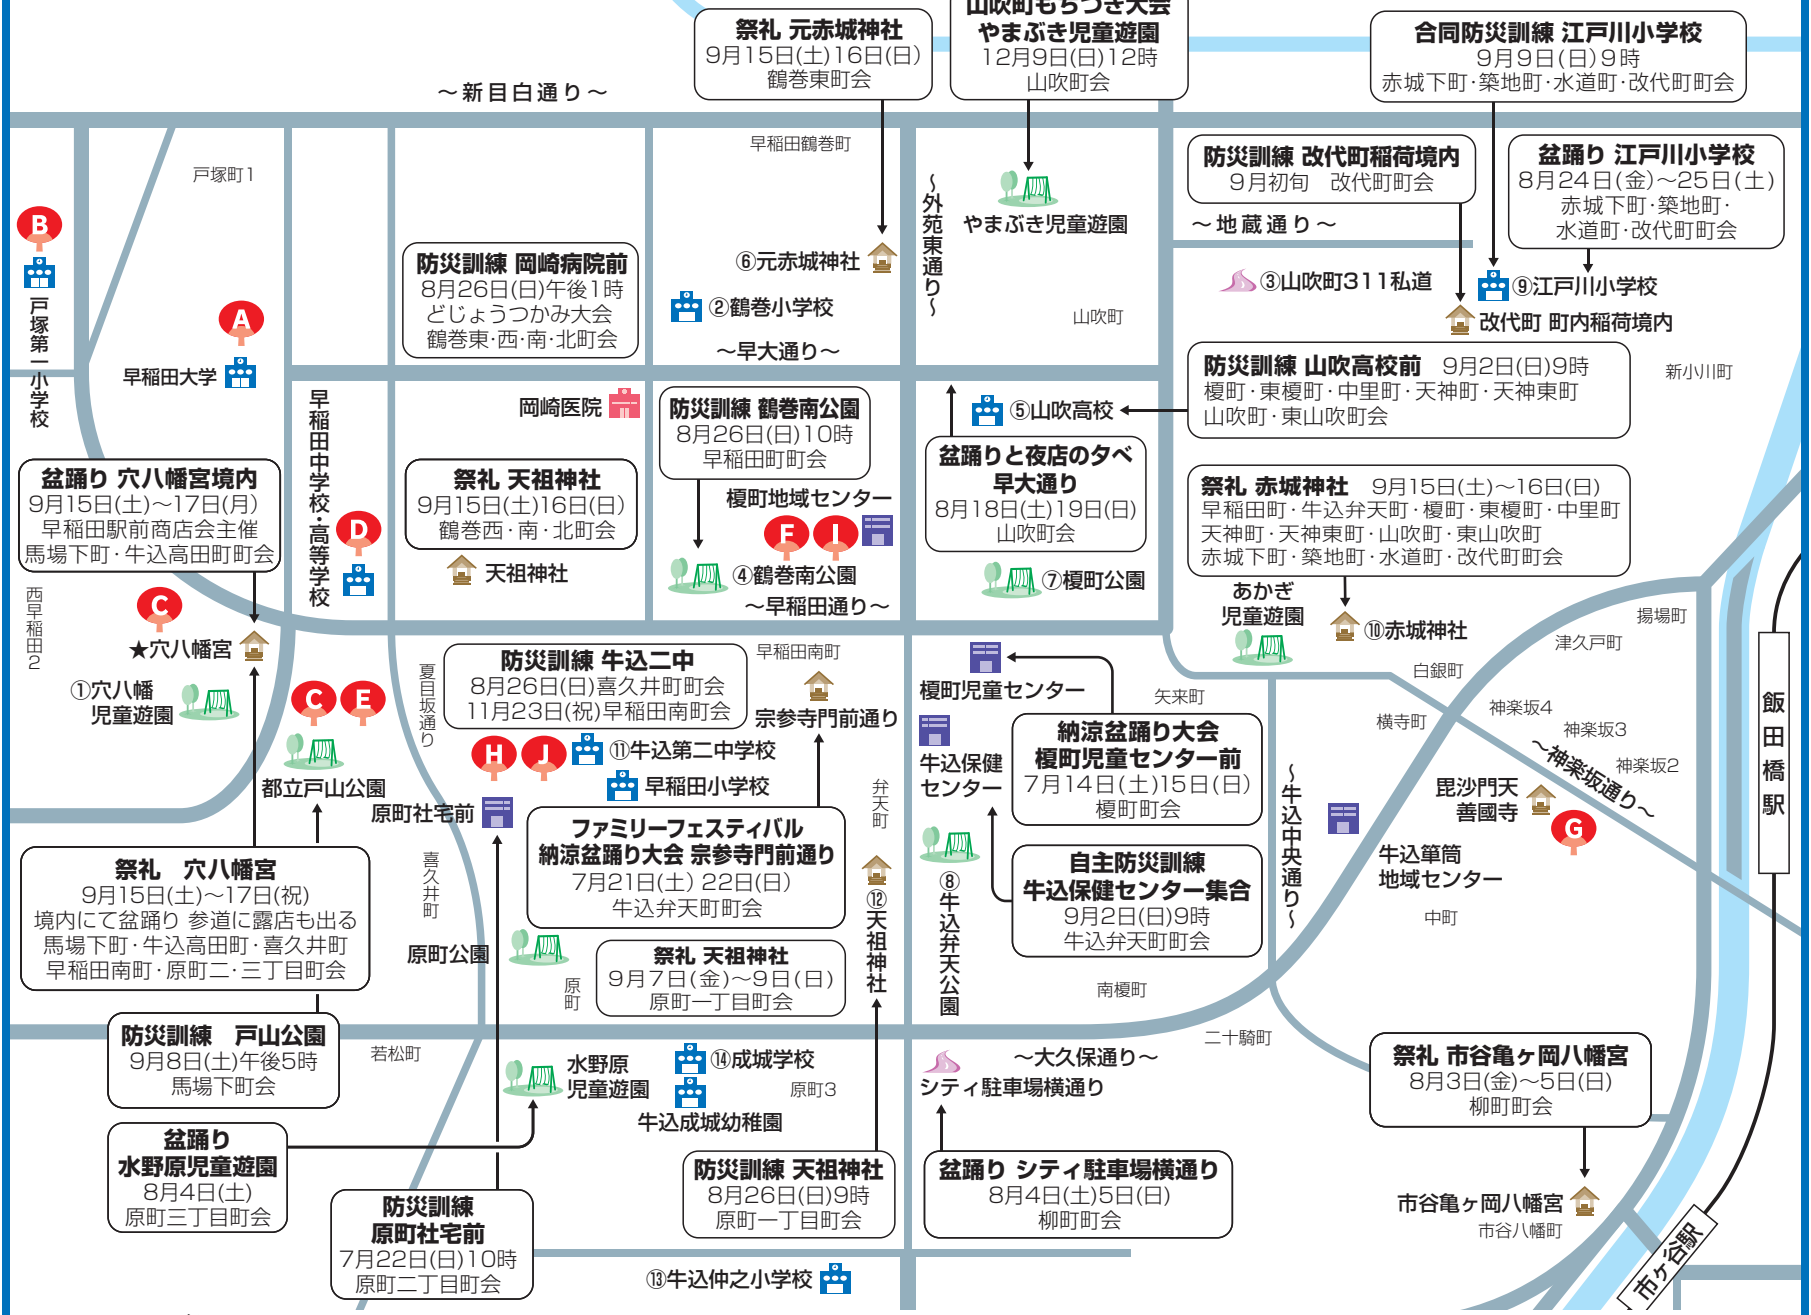 祭礼 元赤城神社
9月15日(土)16日(日)
鶴巻東町会
山吹町もちつき大会
やまぶき児童遊園
12月9日(日)12時
山吹町会
合同防災訓練 江戸川小学校
9月9日(日)9時
赤城下町・築地町・水道町・改代町町会
～新目白通り～
早稲田鶴巻町
戸塚町1
防災訓練 改代町稲荷境内
9月初旬　改代町町会
盆踊り 江戸川小学校
8月24日(金)～25日(土)
赤城下町・築地町・
水道町・改代町町会
～地蔵通り～
～外苑東通り～
やまぶき児童遊園
B
戸塚第一小学校
A
早稲田大学
防災訓練 岡崎病院前
8月26日(日)午後1時
どじょうつかみ大会
鶴巻東・西・南・北町会
⑥元赤城神社
②鶴巻小学校
～早大通り～
山吹町
③山吹町311私道
⑨江戸川小学校
改代町 町内稲荷境内
防災訓練 山吹高校前　9月2日(日)9時
榎町・東榎町・中里町・天神町・天神東町
山吹町・東山吹町会
新小川町
早稲田中学校・高等学校
岡崎医院
防災訓練 鶴巻南公園
8月26日(日)10時
早稲田町町会
⑤山吹高校
盆踊りと夜店の夕べ
早大通り
8月18日(土)19日(日)
山吹町会
盆踊り 穴八幡宮境内
9月15日(土)～17日(月)
早稲田駅前商店会主催
馬場下町・牛込高田町町会
D
祭礼 天祖神社
9月15日(土)16日(日)
鶴巻西・南・北町会
天祖神社
榎町地域センター
F
I
④鶴巻南公園
～早稲田通り～
⑦榎町公園
祭礼 赤城神社　9月15日(土)～16日(日)
早稲田町・牛込弁天町・榎町・東榎町・中里町
天神町・天神東町・山吹町・東山吹町
赤城下町・築地町・水道町・改代町町会
あかぎ
児童遊園
⑩赤城神社
揚場町
津久戸町
白銀町
西早稲田2
C
★穴八幡宮
①穴八幡
児童遊園
C
E
都立戸山公園
夏目坂通り
防災訓練 牛込二中
8月26日(日)喜久井町町会
11月23日(祝)早稲田南町会
早稲田南町
宗参寺門前通り
榎町児童センター
矢来町
横寺町
神楽坂4
神楽坂3
神楽坂2
～神楽坂通り～
飯田橋駅
H
J
⑪牛込第二中学校
早稲田小学校
原町社宅前
弁天町
牛込保健
センター
納涼盆踊り大会
榎町児童センター前
7月14日(土)15日(日)
榎町町会
～牛込中央通り～
毘沙門天
善國寺
G
牛込箪笥
地域センター
中町
祭礼　穴八幡宮
9月15日(土)～17日(祝)
境内にて盆踊り 参道に露店も出る
馬場下町・牛込高田町・喜久井町
早稲田南町・原町二・三丁目町会
喜久井町
ファミリーフェスティバル
納涼盆踊り大会 宗参寺門前通り
7月21日(土) 22日(日)
牛込弁天町町会
⑫天祖神社
⑧牛込弁天公園
自主防災訓練
牛込保健センター集合
9月2日(日)9時
牛込弁天町町会
原町公園
原町
祭礼 天祖神社
9月7日(金)～9日(日)
原町一丁目町会
南榎町
二十騎町
防災訓練　戸山公園
9月8日(土)午後5時
馬場下町会
若松町
水野原
児童遊園
⑭成城学校
原町3
牛込成城幼稚園
～大久保通り～
シティ駐車場横通り
祭礼 市谷亀ヶ岡八幡宮
8月3日(金)～5日(日)
柳町町会
盆踊り
水野原児童遊園
8月4日(土)
原町三丁目町会
防災訓練
原町社宅前
7月22日(日)10時
原町二丁目町会
防災訓練 天祖神社
8月26日(日)9時
原町一丁目町会
盆踊り シティ駐車場横通り
8月4日(土)5日(日)
柳町町会
市谷亀ヶ岡八幡宮
市谷八幡町
市ヶ谷駅
⑬牛込仲之小学校